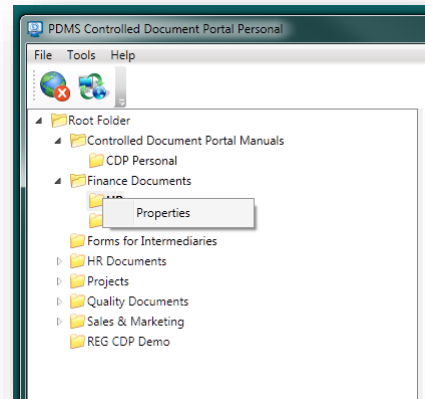 PDMS Controlled Document Portal Personal
File Tools Help
Root Folder
Controlled Document Portal Manuals
CDP Personal
Finance Documents
Properties
Forms for Intermediaries
HR Documents
Projects
Quality Documents
Sales & Marketing
REG CDP Demo